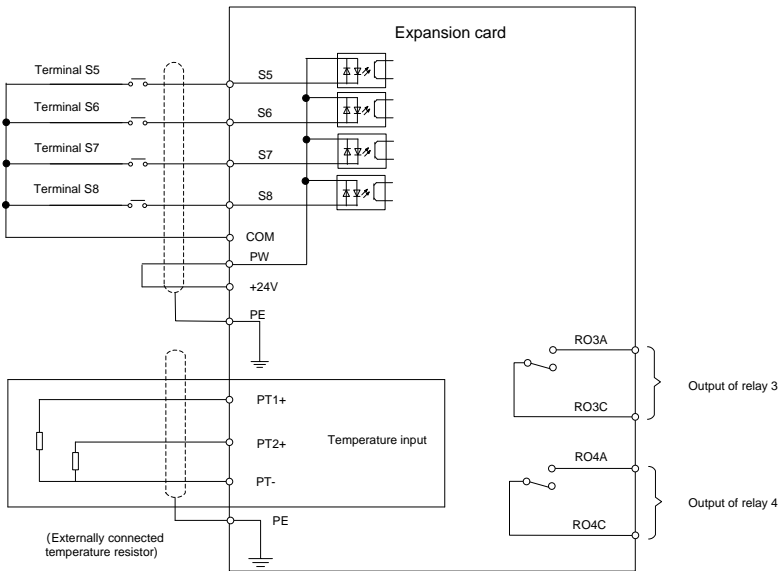 Expansion card
Terminal S5
S5
Terminal S6
S6
Terminal S7
S7
Terminal S8
S8
COM
PW
+24V
PE
RO3A
Output of relay 3
RO3C
PT1+
PT2+
Temperature input
PT-
RO4A
Output of relay 4
RO4C
PE
(Externally connected
temperature resistor)